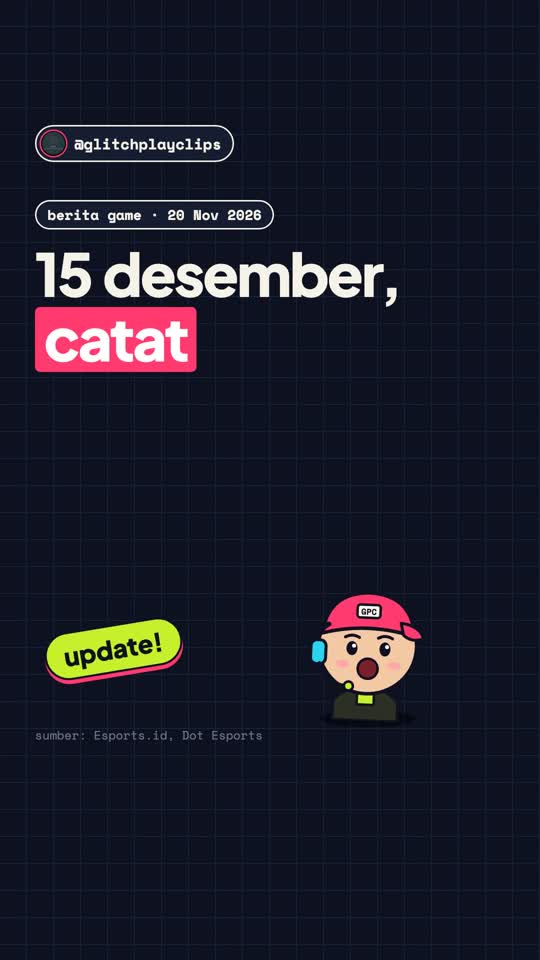 @glitchplayclips
berita game · 20 Nov 2026
15 desember,
catat
GPC
update!
sumber: Esports.id, Dot Esports